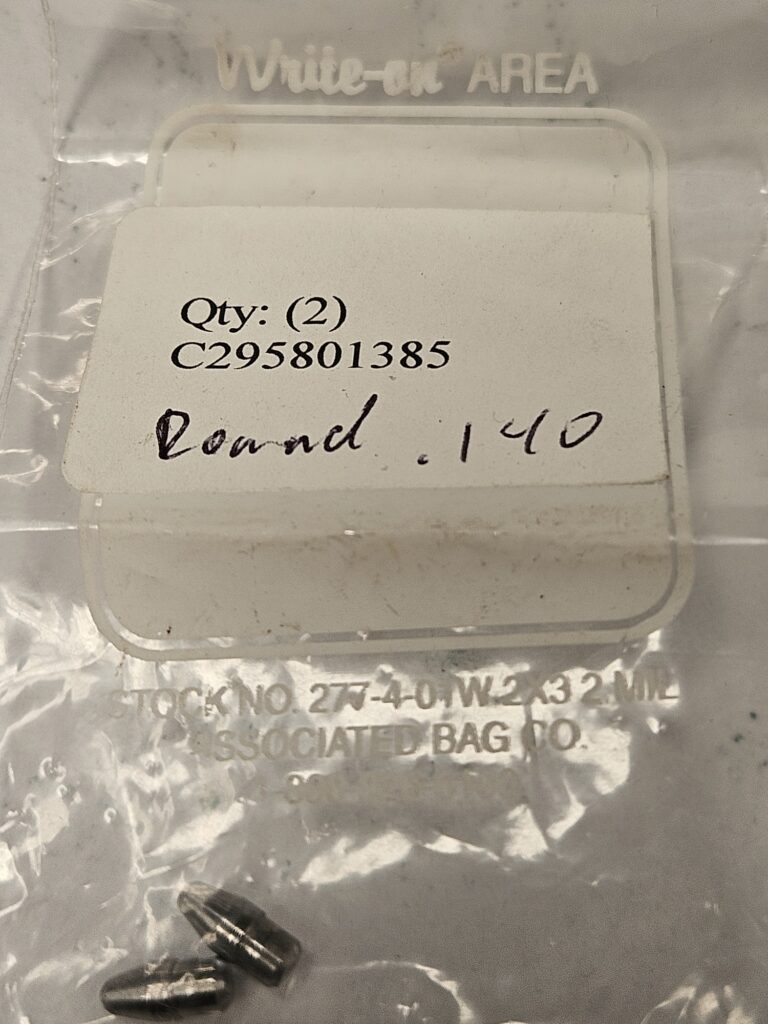 Write-on AREA
Qty: (2)
C295801385
Round .140
STOCK NO. 277-4-01W 2X3 2 MIL
ASSOCIATED BAG CO.